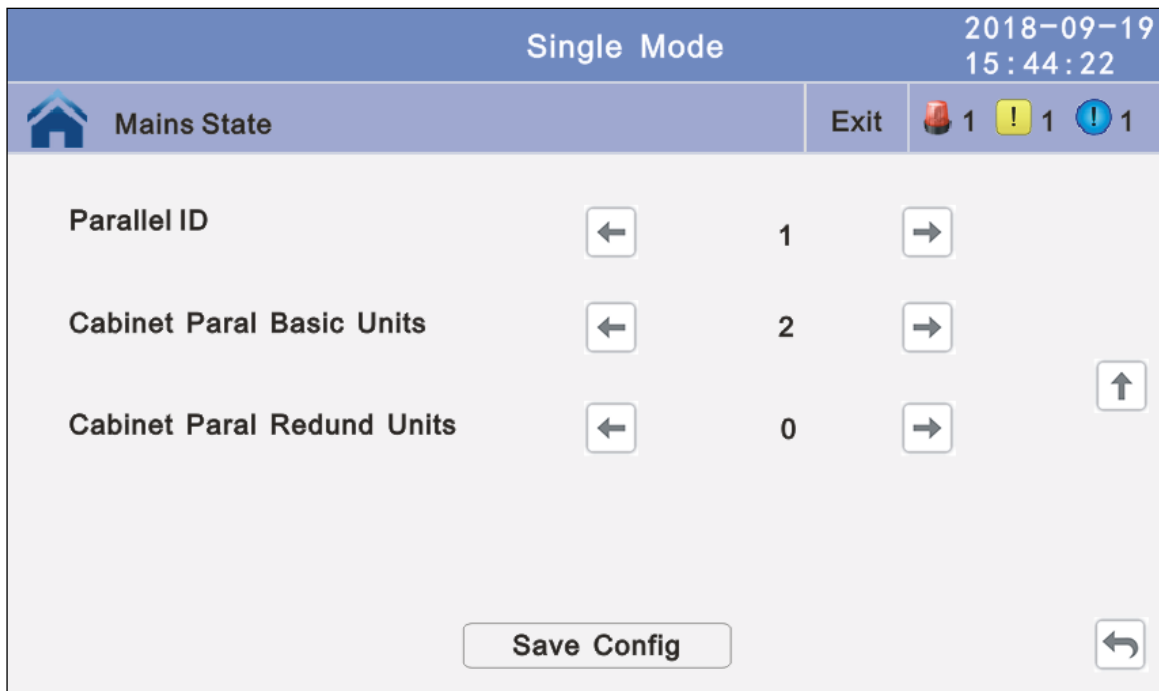 Single Mode
2018-09-19
15:44:22
Mains State
Exit
1
! 1
! 1
Parallel ID
1
Cabinet Paral Basic Units
2
Cabinet Paral Redund Units
0
Save Config